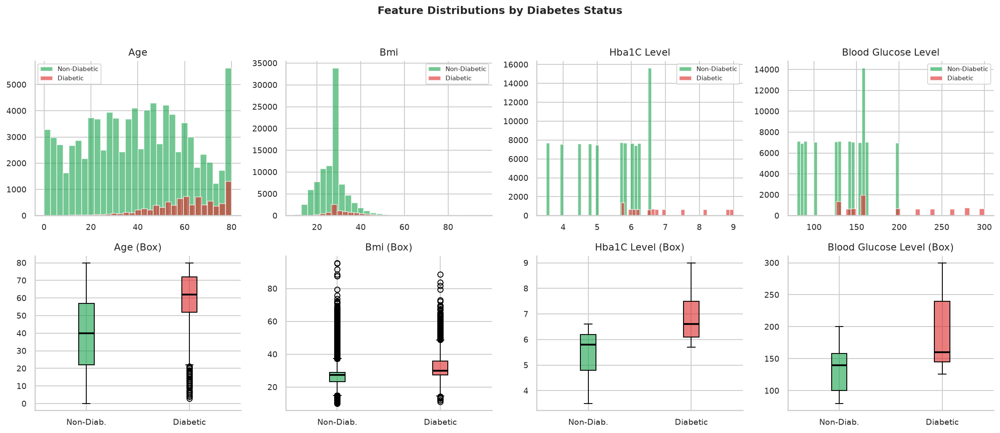 Feature Distributions by Diabetes Status
Age
Non-Diabetic
Diabetic
5000
4000
3000
2000
1000
0
0 20 40 60 80
Bmi
Non-Diabetic
Diabetic
35000
30000
25000
20000
15000
10000
5000
0
20 40 60 80
Hba1C Level
Non-Diabetic
Diabetic
16000
14000
12000
10000
8000
6000
4000
2000
0
4 5 6 7 8 9
Blood Glucose Level
Non-Diabetic
Diabetic
14000
12000
10000
8000
6000
4000
2000
0
100 150 200 250 300
Age (Box)
80
70
60
50
40
30
20
10
0
Non-Diab. Diabetic
Bmi (Box)
80
60
40
20
Non-Diab. Diabetic
Hba1C Level (Box)
9
8
7
6
5
4
Non-Diab. Diabetic
Blood Glucose Level (Box)
300
250
200
150
100
Non-Diab. Diabetic